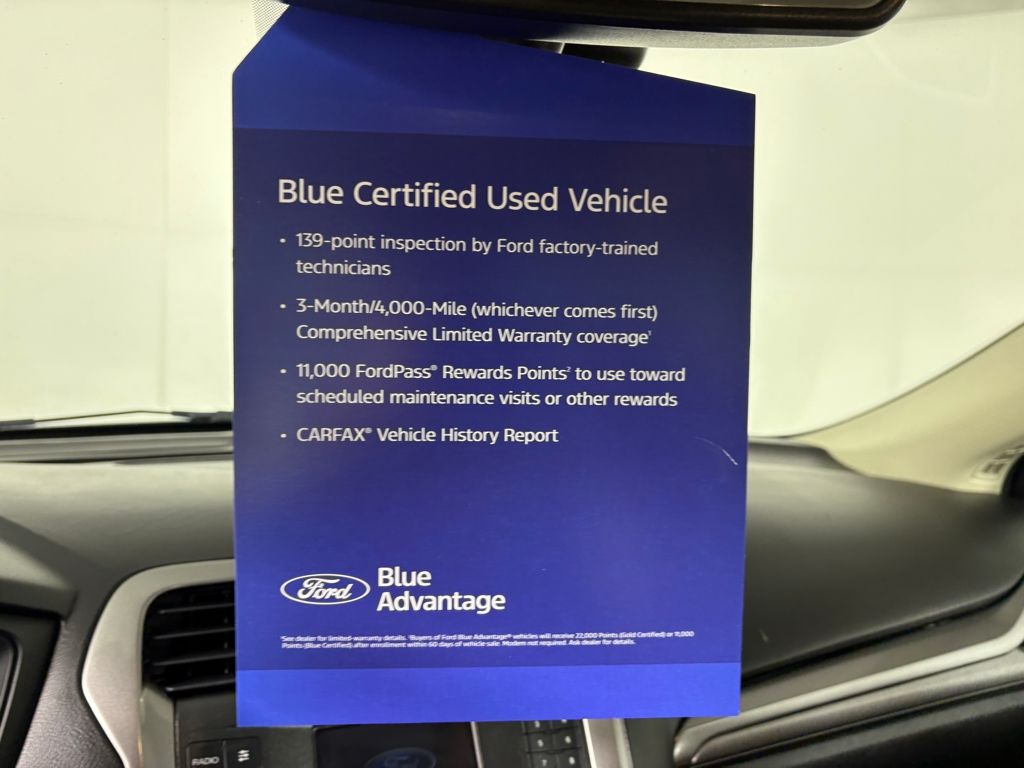 Blue Certified Used Vehicle
• 139-point inspection by Ford factory-trained
technicians
• 3-Month/4,000-Mile (whichever comes first)
Comprehensive Limited Warranty coverage¹
• 11,000 FordPass® Rewards Points² to use toward
scheduled maintenance visits or other rewards
• CARFAX® Vehicle History Report
Ford
Blue
Advantage
¹See dealer for limited-warranty details. ²Buyers of Ford Blue Advantage® vehicles will receive 22,000 Points (Gold Certified) or 11,000
Points (Blue Certified) after enrollment within 60 days of vehicle sale. Modem not required. Ask dealer for details.
RADIO